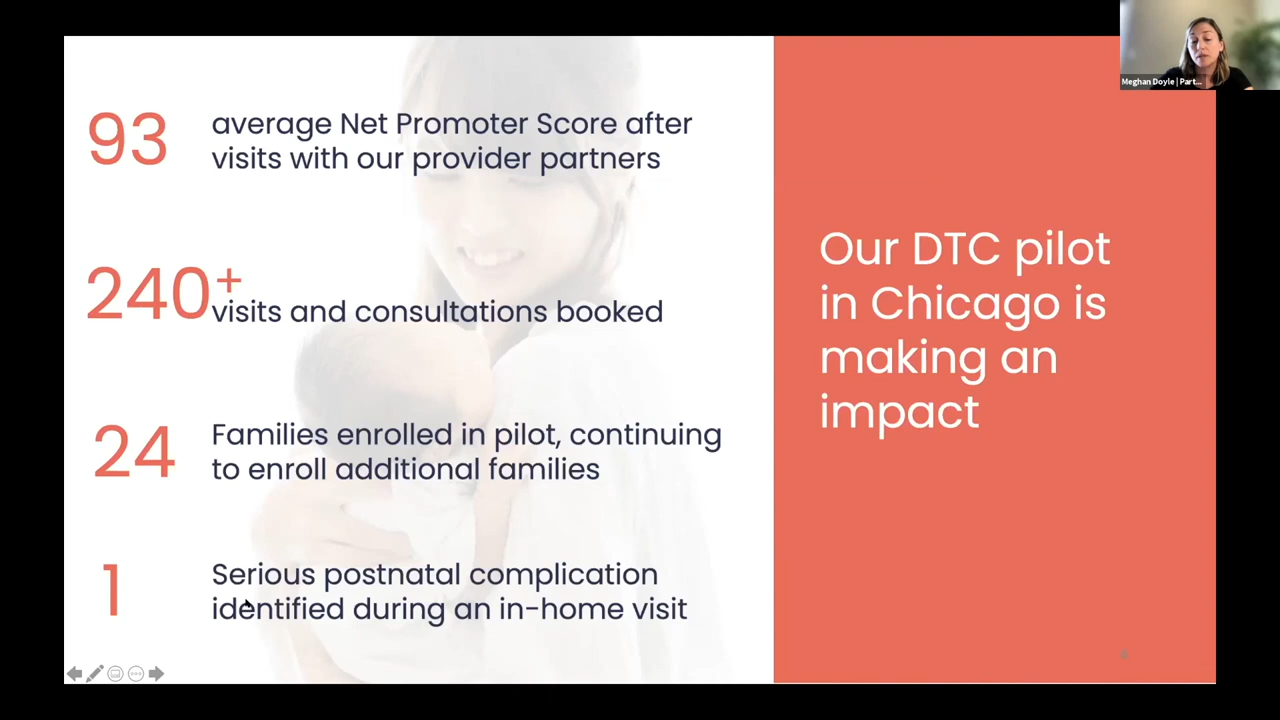 93
average Net Promoter Score after
visits with our provider partners
240+
visits and consultations booked
24
Families enrolled in pilot, continuing
to enroll additional families
1
Serious postnatal complication
identified during an in-home visit
Our DTC pilot
in Chicago is
making an
impact
Meghan Doyle | Part...